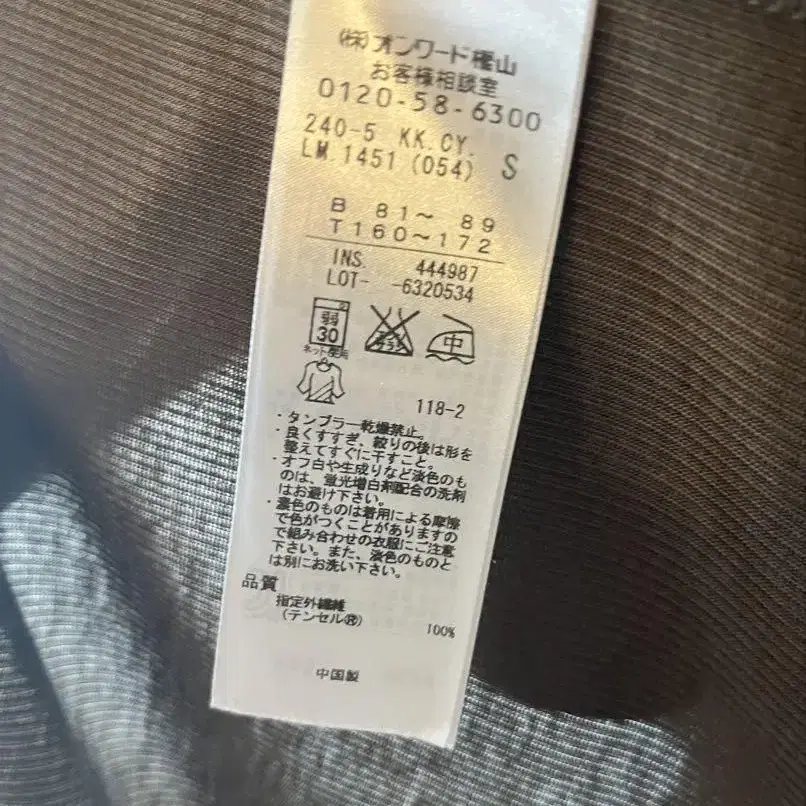 (株)オンワード樫山
お客様相談室
0120-58-6300
240-5 KK.CY.
LM.1451 (054) S
B 81～ 89
T160～172
INS. 444987
LOT- -6320534
弱
30
ネット使用
中
118-2
・タンブラー乾燥禁止。
・良くすすぎ、絞りの後は形を
整えてすぐに干すこと。
・オフ白や生成りなど淡色のも
のは、蛍光増白剤配合の洗剤
はお避け下さい。
・濃色のものは着用による摩擦
で色がつくことがありますの
で組み合わせの衣服にご注意
下さい。また、淡色のものと
は別にお洗い下さい。
品質
指定外繊維
(テンセル®)
100%
中国製